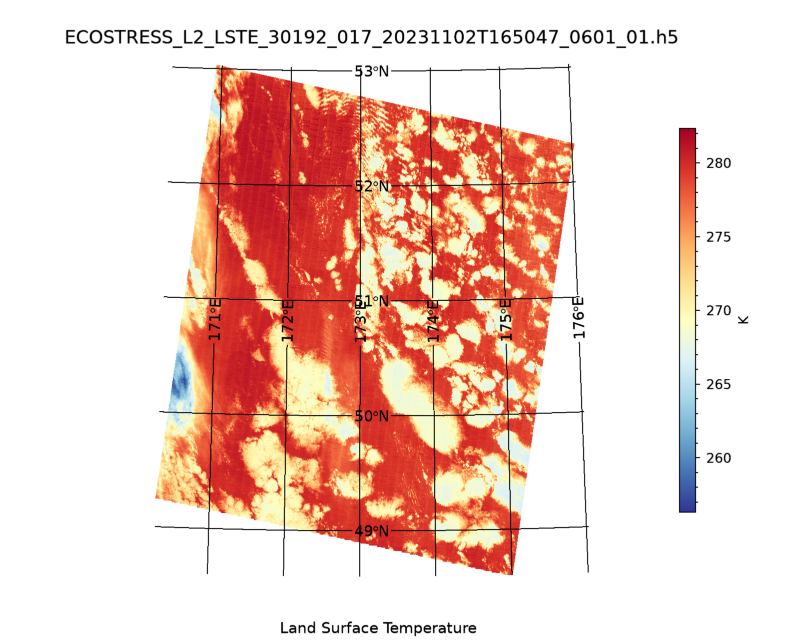 ECOSTRESS_L2_LSTE_30192_017_20231102T165047_0601_01.h5
53°N
52°N
51°N
50°N
49°N
171°E
172°E
173°E
174°E
175°E
176°E
280
275
270
265
260
K
Land Surface Temperature